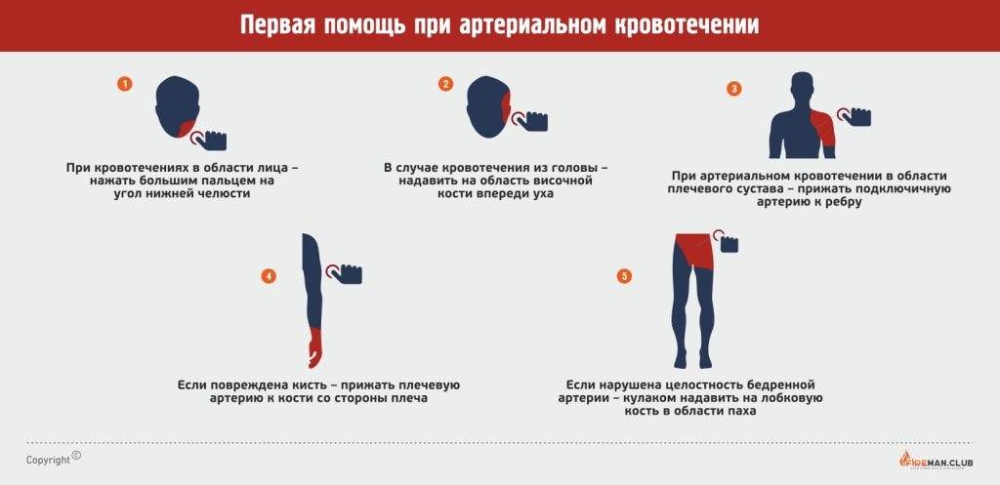 Первая помощь при артериальном кровотечении
1
При кровотечениях в области лица –
нажать большим пальцем на
угол нижней челюсти
2
В случае кровотечения из головы –
надавить на область височной
кости впереди уха
3
При артериальном кровотечении в области
плечевого сустава – прижать подключичную
артерию к ребру
4
Если повреждена кисть – прижать плечевую
артерию к кости со стороны плеча
5
Если нарушена целостность бедренной
артерии – кулаком надавить на лобковую
кость в области паха
Copyright ©
FIREMAN.CLUB